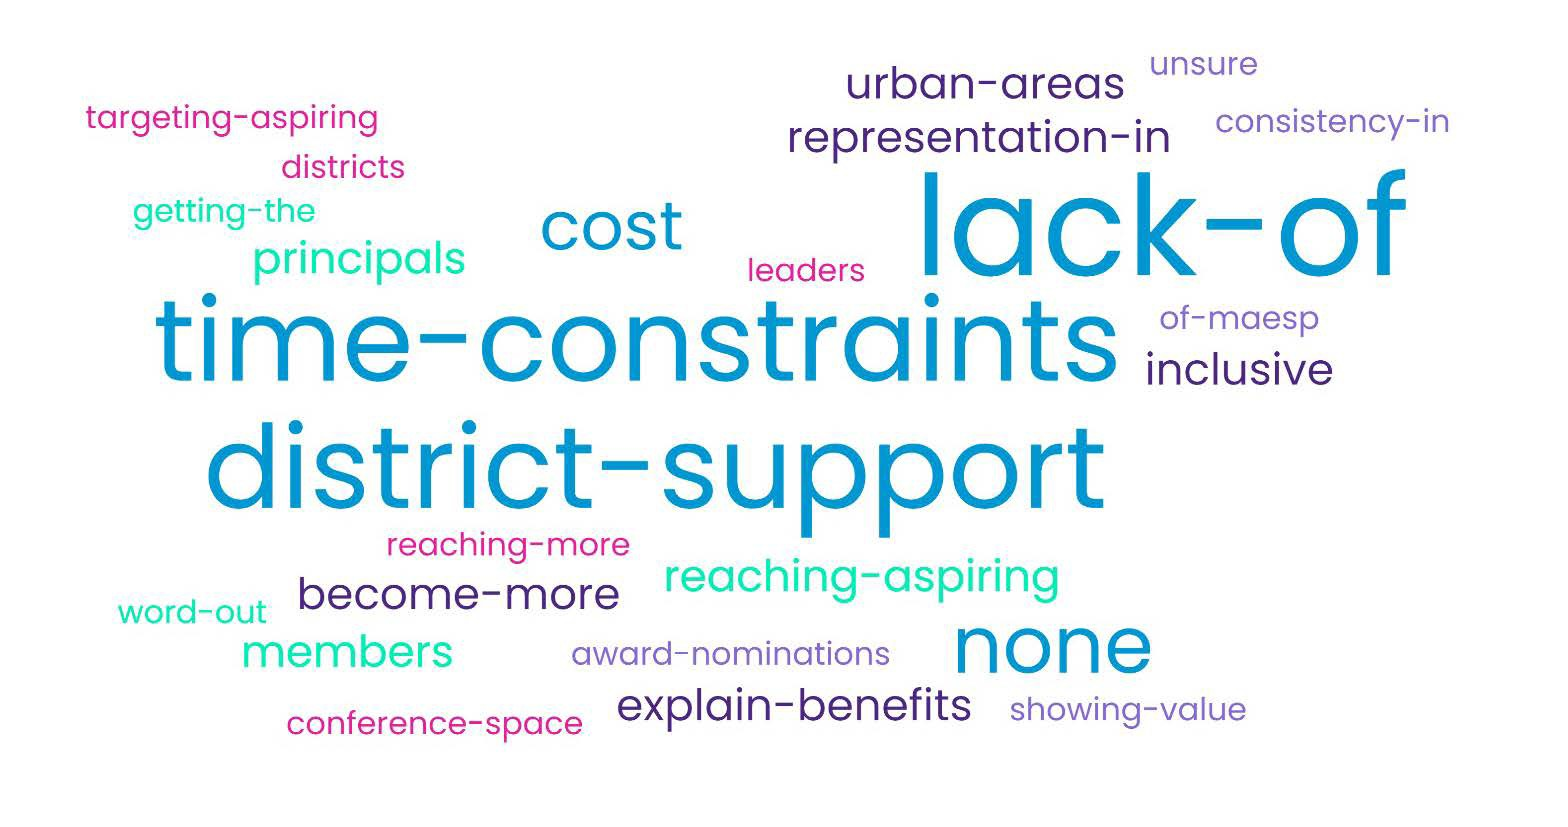 unsure
urban-areas
targeting-aspiring
consistency-in
representation-in
districts
getting-the
cost
lack-of
principals
leaders
time-constraints
of-maesp
inclusive
district-support
reaching-more
reaching-aspiring
become-more
word-out
members
award-nominations
none
explain-benefits
showing-value
conference-space